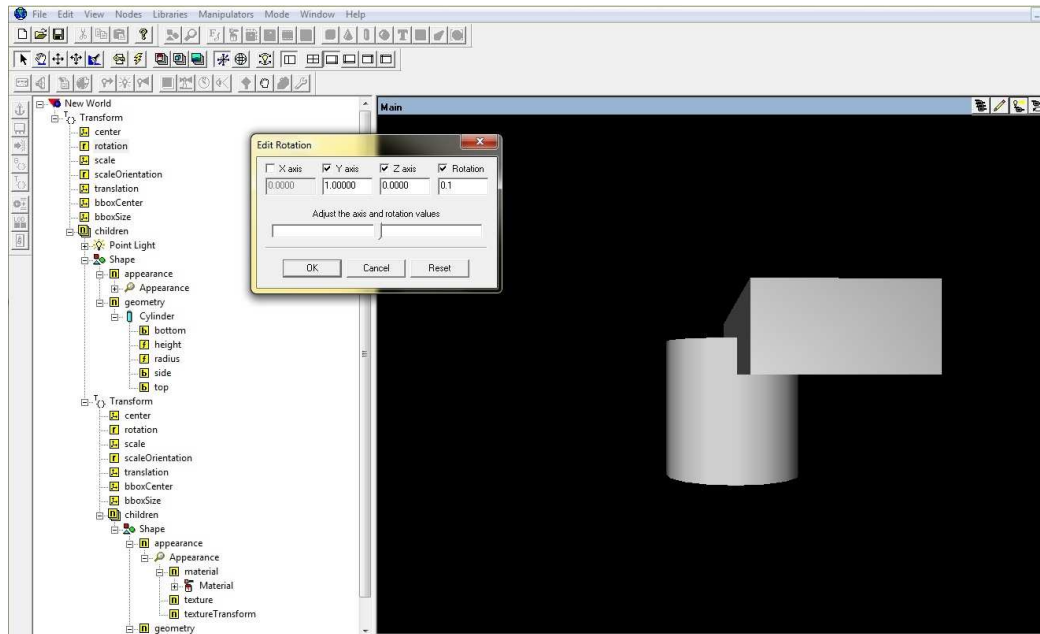 File Edit View Nodes Libraries Manipulators Mode Window Help
New World
Transform
center
rotation
scale
scaleOrientation
translation
bboxCenter
bboxSize
children
Point Light
Shape
appearance
Appearance
geometry
Cylinder
bottom
height
radius
side
top
Transform
center
rotation
scale
scaleOrientation
translation
bboxCenter
bboxSize
children
Shape
appearance
Appearance
material
Material
texture
textureTransform
geometry
Main
Edit Rotation
X axis Y axis Z axis Rotation
0.0000 1.00000 0.0000 0.1
Adjust the axis and rotation values
OK Cancel Reset